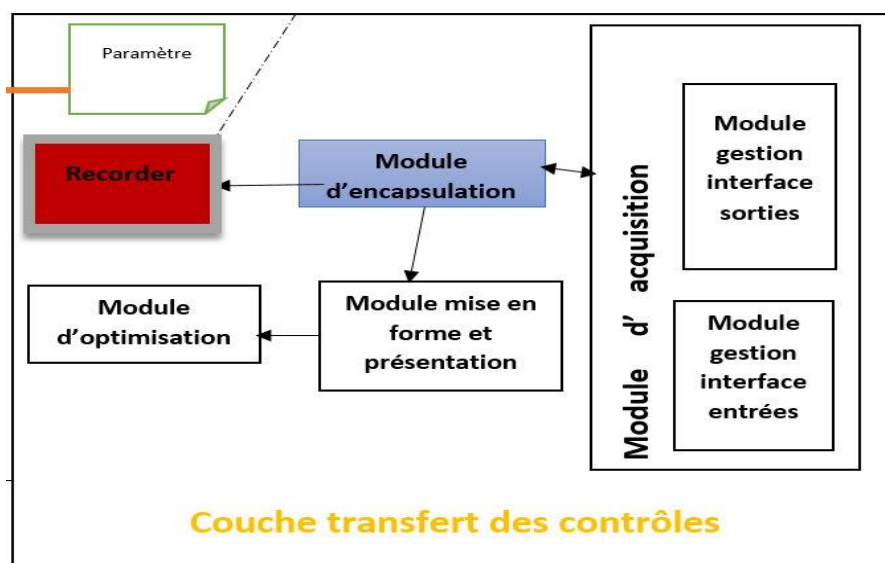 Paramètre
Recorder
Module
d'encapsulation
Module
d'optimisation
Module mise en
forme et
présentation
Module d' acquisition
Module
gestion
interface
sorties
Module
gestion
interface
entrées
Couche transfert des contrôles